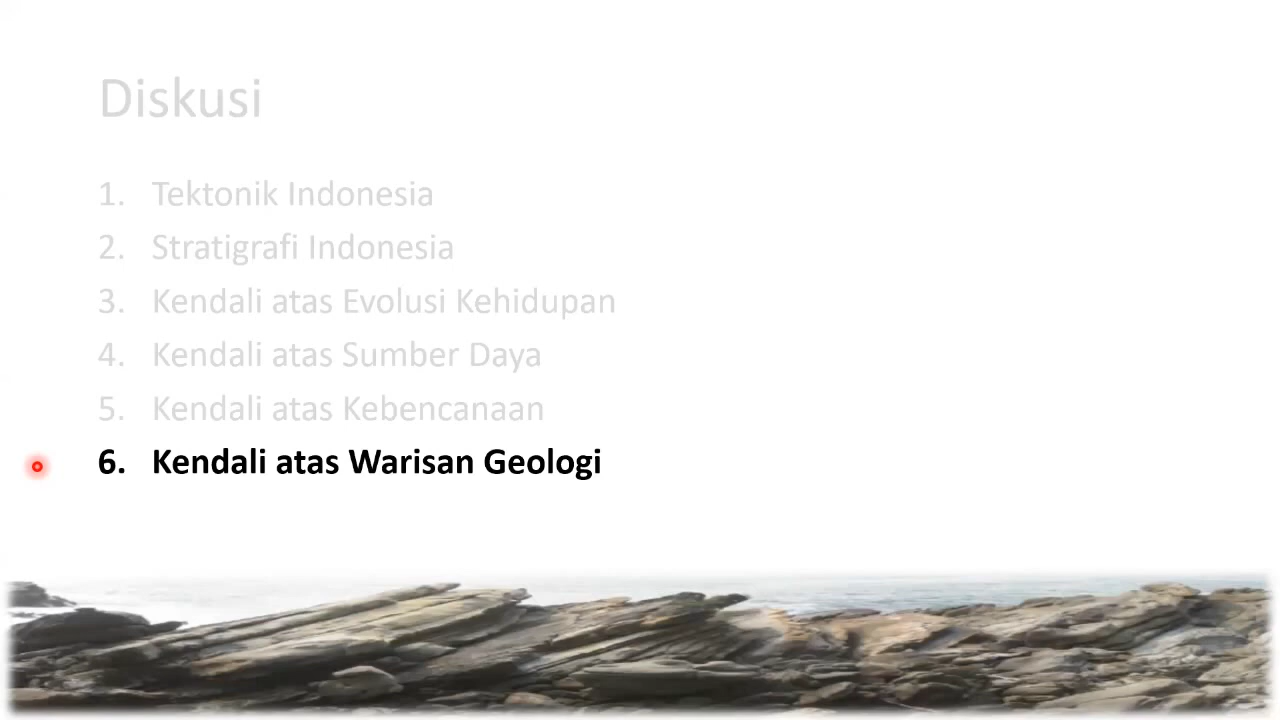 Diskusi
1. Tektonik Indonesia
2. Stratigrafi Indonesia
3. Kendali atas Evolusi Kehidupan
4. Kendali atas Sumber Daya
5. Kendali atas Kebencanaan
6. Kendali atas Warisan Geologi